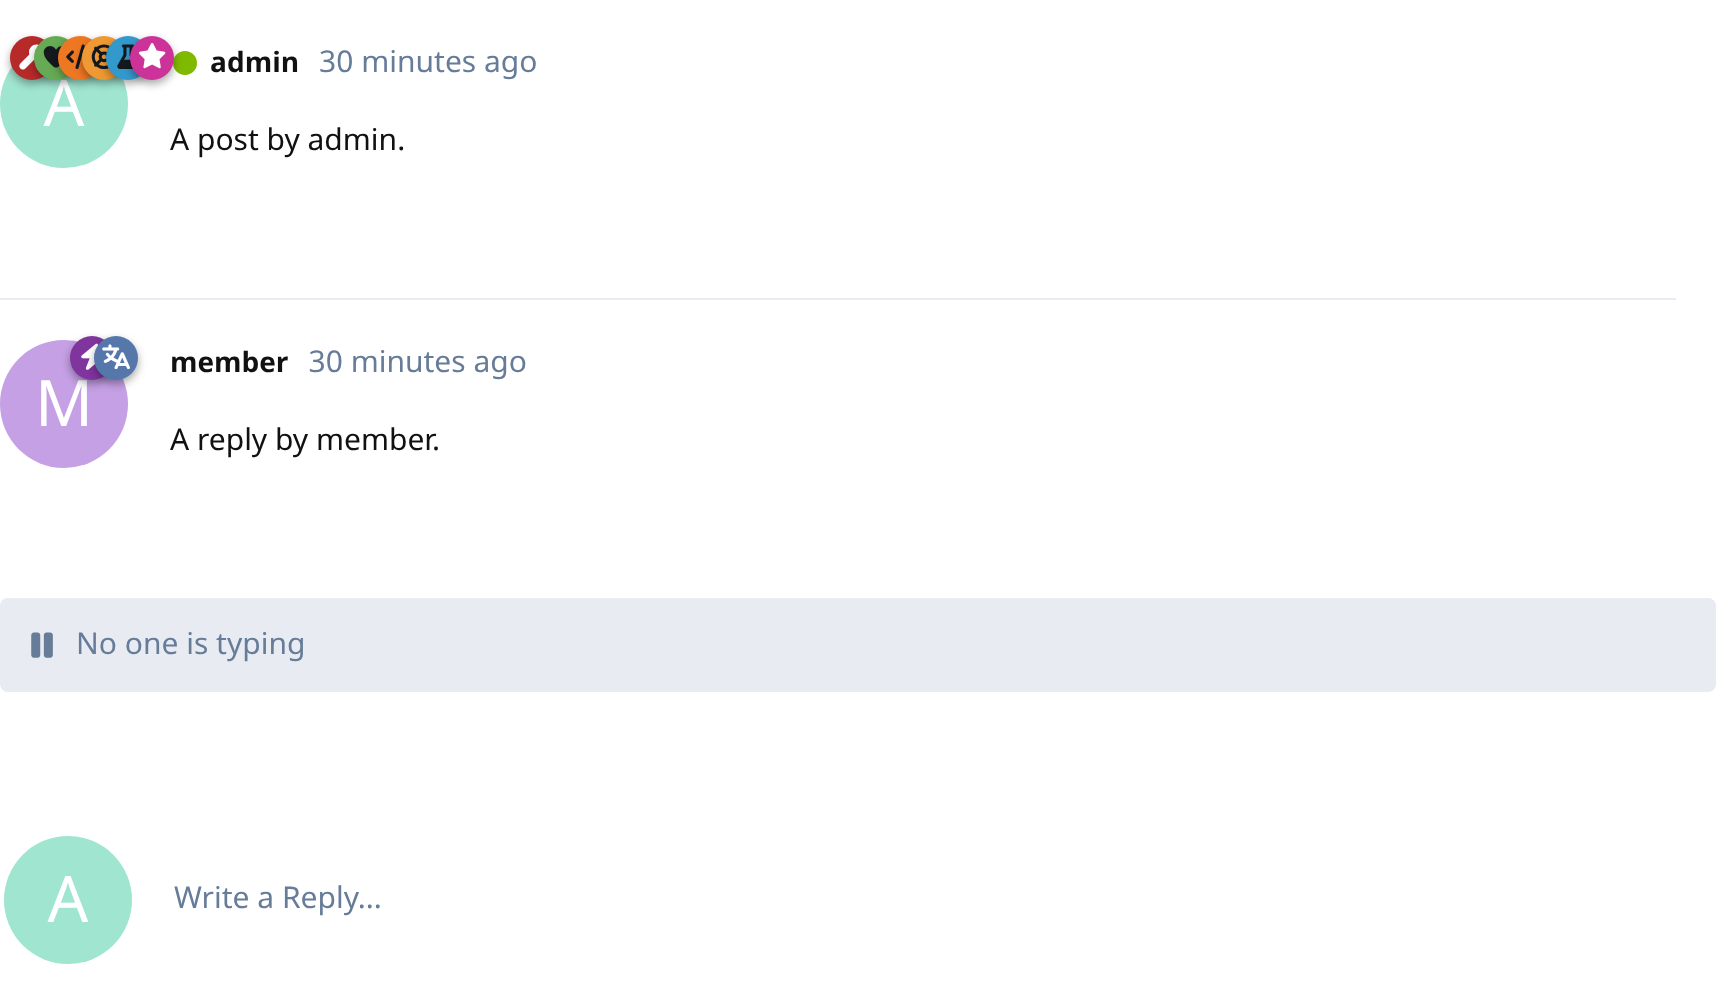 admin 30 minutes ago
A
A post by admin.
member 30 minutes ago
M
A reply by member.
No one is typing
A
Write a Reply...